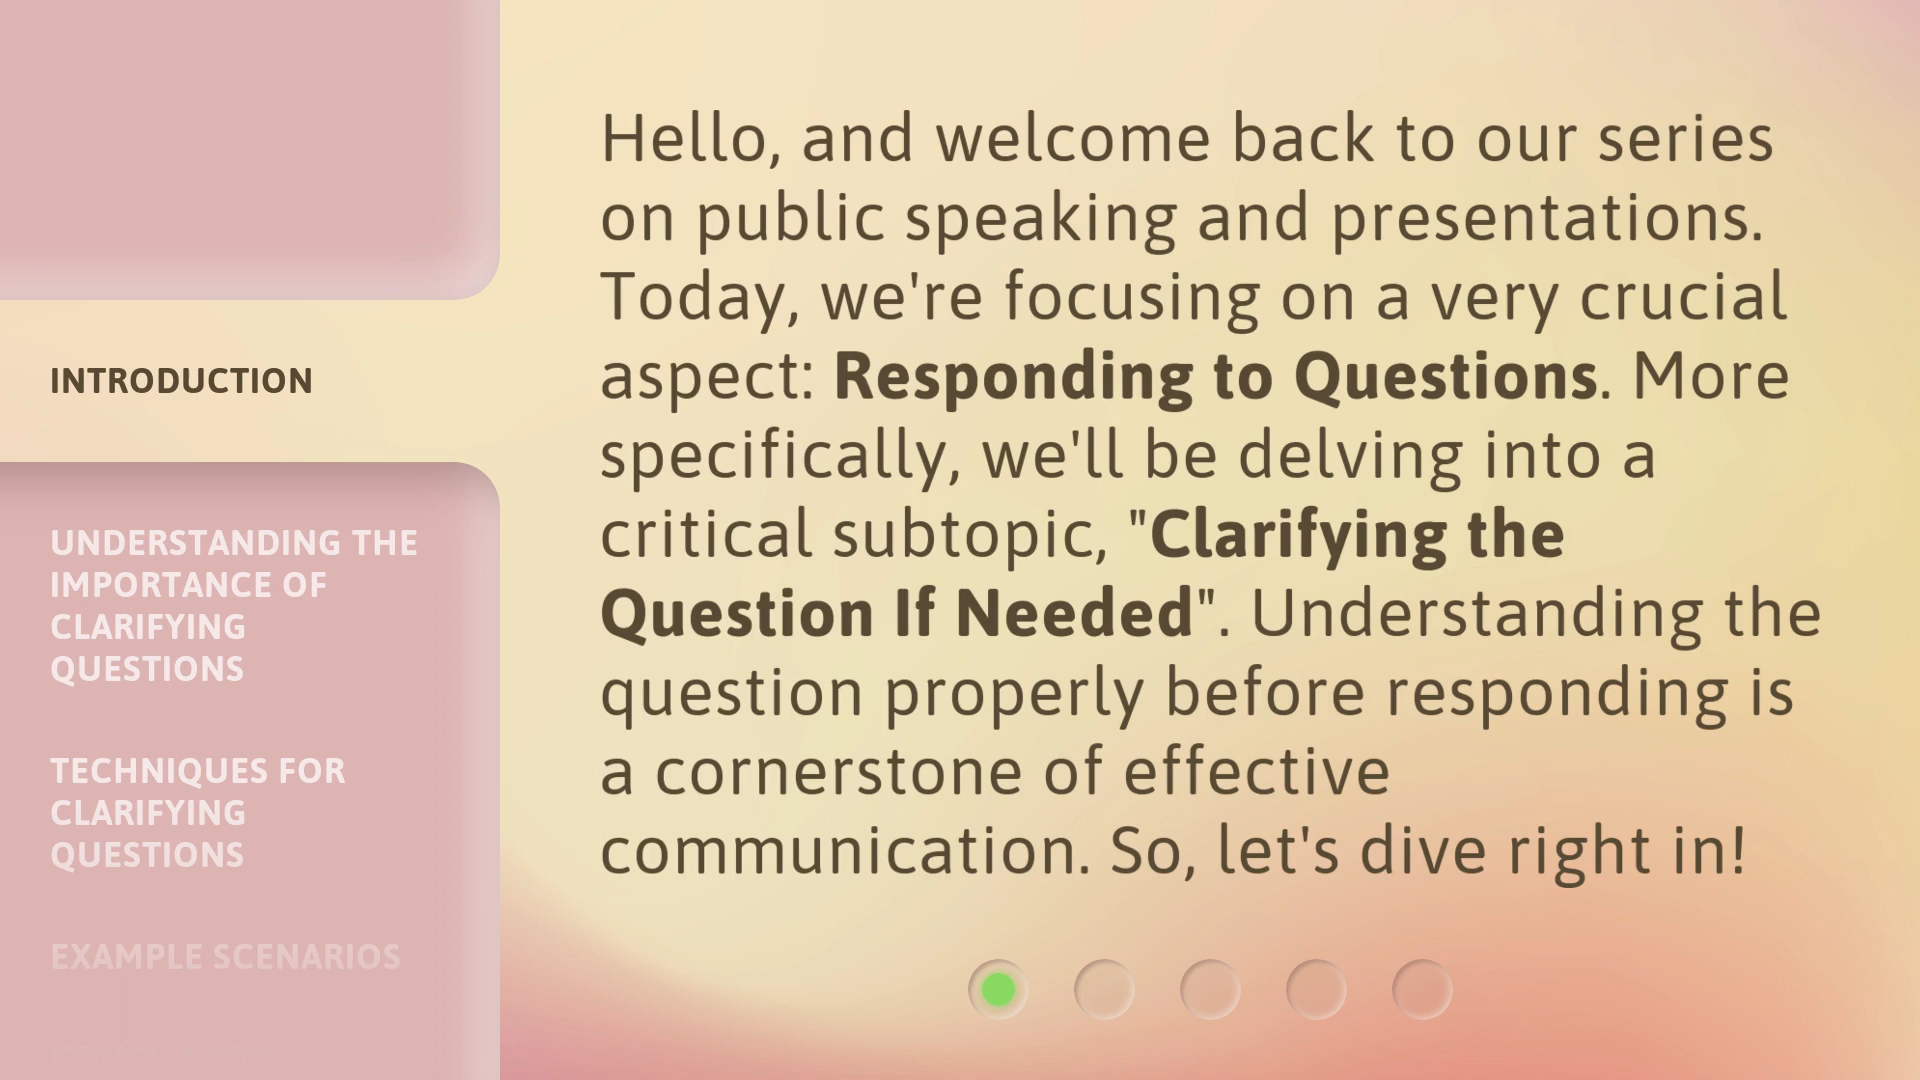 INTRODUCTION
UNDERSTANDING THE
IMPORTANCE OF
CLARIFYING
QUESTIONS
TECHNIQUES FOR
CLARIFYING
QUESTIONS
EXAMPLE SCENARIOS
CONCLUSION
Hello, and welcome back to our series
on public speaking and presentations.
Today, we're focusing on a very crucial
aspect: Responding to Questions. More
specifically, we'll be delving into a
critical subtopic, "Clarifying the
Question If Needed". Understanding the
question properly before responding is
a cornerstone of effective
communication. So, let's dive right in!